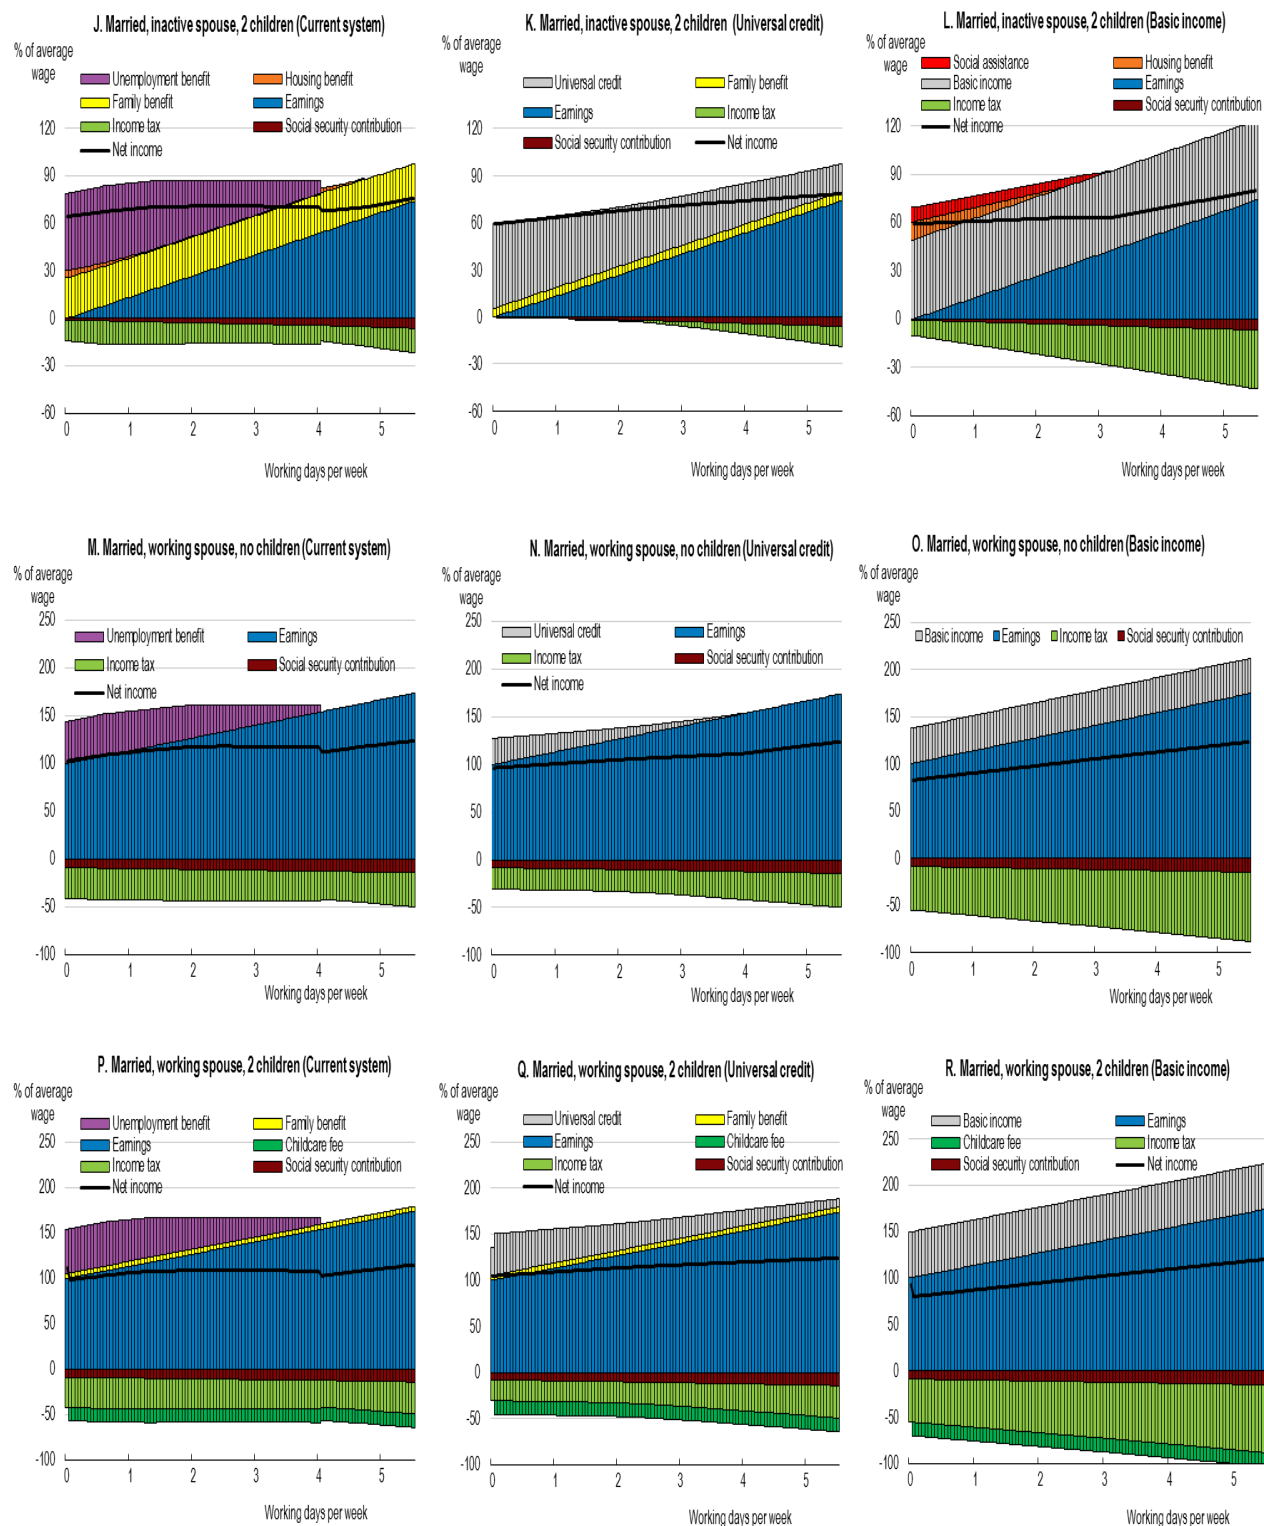 J. Married, inactive spouse, 2 children (Current system)
% of average
wage
Unemployment benefit
Housing benefit
Family benefit
Earnings
Income tax
Social security contribution
Net income
120
90
60
30
0
-30
-60
0 1 2 3 4 5
Working days per week
K. Married, inactive spouse, 2 children (Universal credit)
% of average
wage
Universal credit
Family benefit
Earnings
Income tax
Social security contribution
Net income
120
90
60
30
0
-30
-60
0 1 2 3 4 5
Working days per week
L. Married, inactive spouse, 2 children (Basic income)
% of average
wage
Social assistance
Housing benefit
Basic income
Earnings
Income tax
Social security contribution
Net income
120
90
60
30
0
-30
-60
0 1 2 3 4 5
Working days per week
M. Married, working spouse, no children (Current system)
% of average
wage
250
Unemployment benefit
Earnings
Income tax
Social security contribution
Net income
200
150
100
50
0
-50
-100
0 1 2 3 4 5
Working days per week
N. Married, working spouse, no children (Universal credit)
% of average
wage
250
Universal credit
Earnings
Income tax
Social security contribution
Net income
200
150
100
50
0
-50
-100
0 1 2 3 4 5
Working days per week
O. Married, working spouse, no children (Basic income)
% of average
wage
250
Basic income Earnings Income tax Social security contribution
200
150
100
50
0
-50
-100
0 1 2 3 4 5
Working days per week
P. Married, working spouse, 2 children (Current system)
% of average
wage
Unemployment benefit
Family benefit
250
Earnings
Childcare fee
Income tax
Social security contribution
Net income
200
150
100
50
0
-50
-100
0 1 2 3 4 5
Working days per week
Q. Married, working spouse, 2 children (Universal credit)
% of average
wage
Universal credit
Family benefit
250
Earnings
Childcare fee
Income tax
Social security contribution
Net income
200
150
100
50
0
-50
-100
0 1 2 3 4 5
Working days per week
R. Married, working spouse, 2 children (Basic income)
% of average
wage
Basic income
Earnings
250
Childcare fee
Income tax
Social security contribution
Net income
200
150
100
50
0
-50
-100
0 1 2 3 4 5
Working days per week